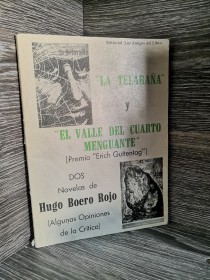 "LA TELARAÑA"
y
"EL VALLE DEL CUARTO
MENGUANTE"
(Premio "Erich Guttentag")
DOS
Novelas de
Hugo Boero Rojo
(Algunas Opiniones
de la Crítica)